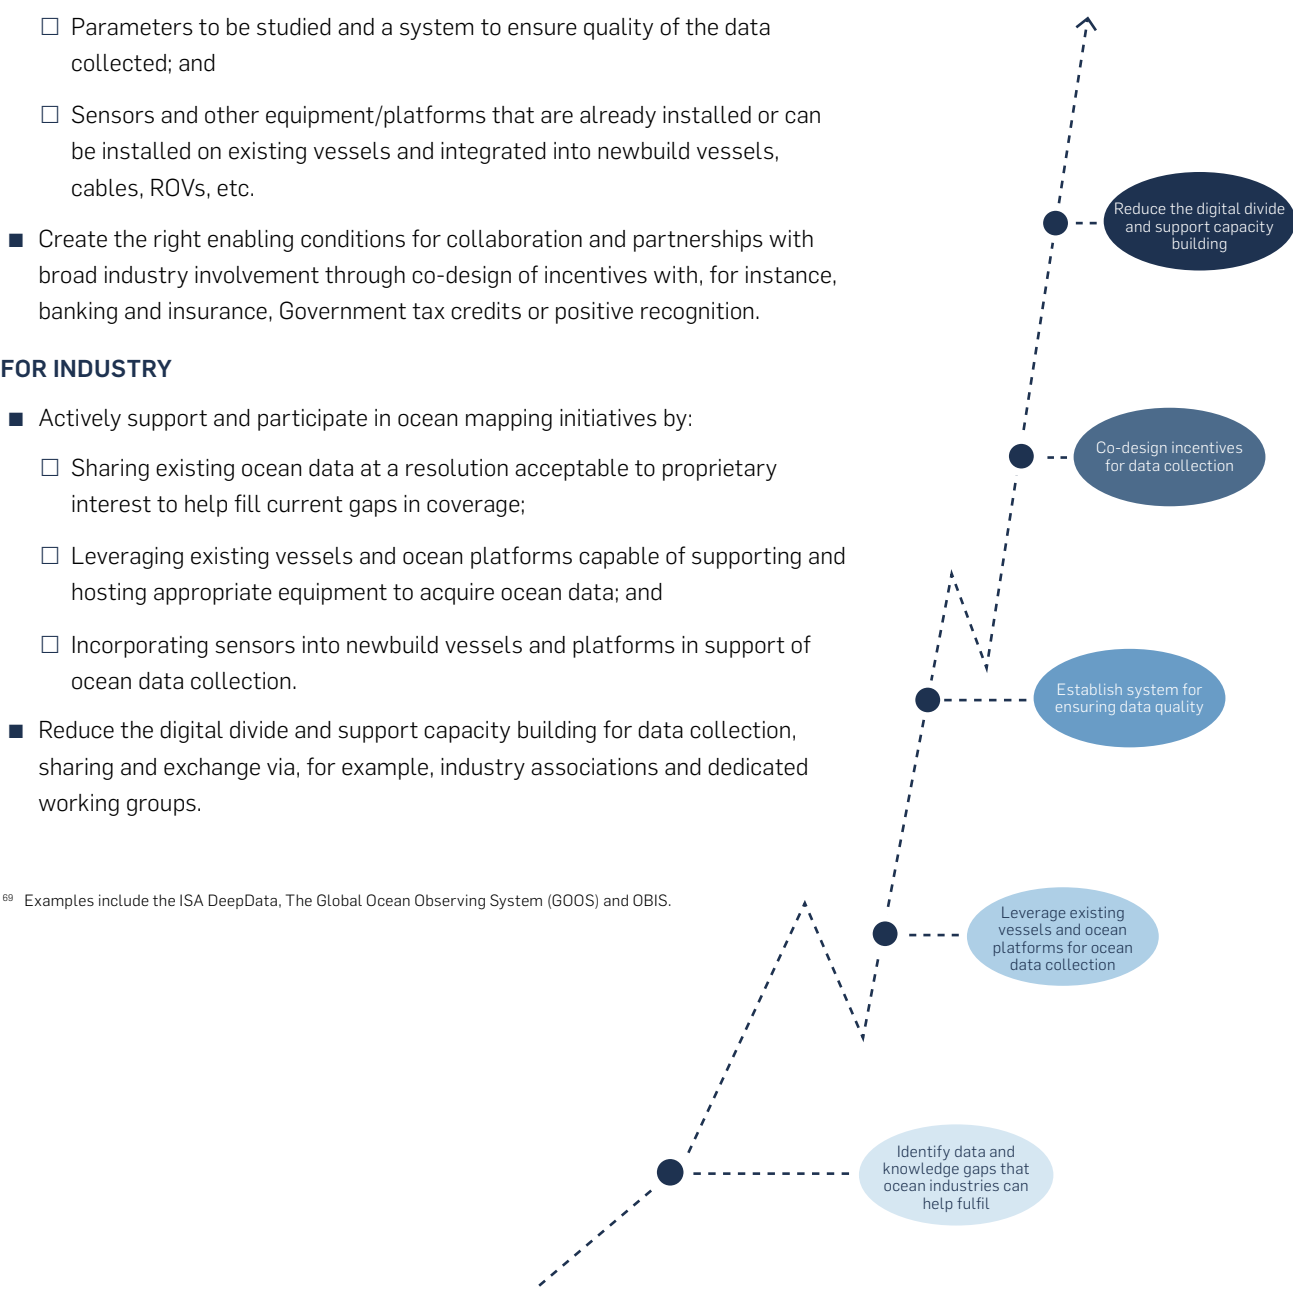 ☐ Parameters to be studied and a system to ensure quality of the data
collected; and
☐ Sensors and other equipment/platforms that are already installed or can
be installed on existing vessels and integrated into newbuild vessels,
cables, ROVs, etc.
■ Create the right enabling conditions for collaboration and partnerships with
broad industry involvement through co-design of incentives with, for instance,
banking and insurance, Government tax credits or positive recognition.
FOR INDUSTRY
■ Actively support and participate in ocean mapping initiatives by:
☐ Sharing existing ocean data at a resolution acceptable to proprietary
interest to help fill current gaps in coverage;
☐ Leveraging existing vessels and ocean platforms capable of supporting and
hosting appropriate equipment to acquire ocean data; and
☐ Incorporating sensors into newbuild vessels and platforms in support of
ocean data collection.
■ Reduce the digital divide and support capacity building for data collection,
sharing and exchange via, for example, industry associations and dedicated
working groups.
69 Examples include the ISA DeepData, The Global Ocean Observing System (GOOS) and OBIS.
Reduce the digital divide
and support capacity
building
Co-design incentives
for data collection
Establish system for
ensuring data quality
Leverage existing
vessels and ocean
platforms for ocean
data collection
Identify data and
knowledge gaps that
ocean industries can
help fulfil